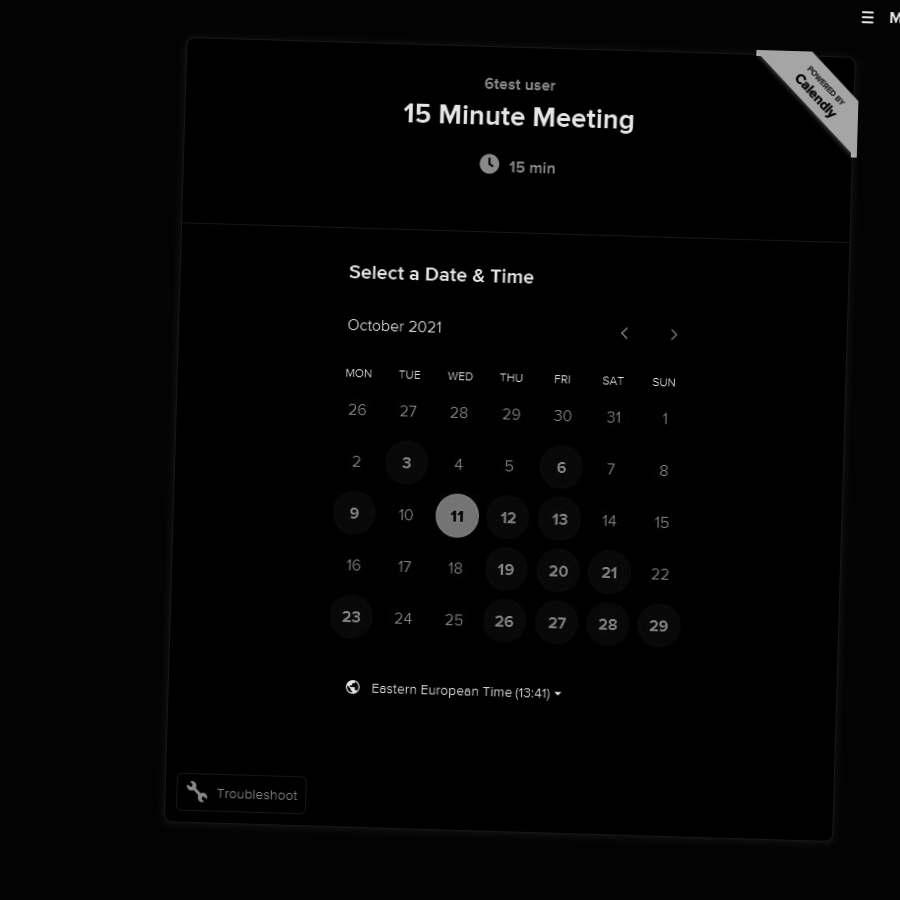 M
6test user
15 Minute Meeting
15 min
POWERED BY
Calendly
Select a Date & Time
October 2021
MON TUE WED THU FRI SAT SUN
26 27 28 29 30 31 1
2 3 4 5 6 7 8
9 10 11 12 13 14 15
16 17 18 19 20 21 22
23 24 25 26 27 28 29
Eastern European Time (13:41)
Troubleshoot